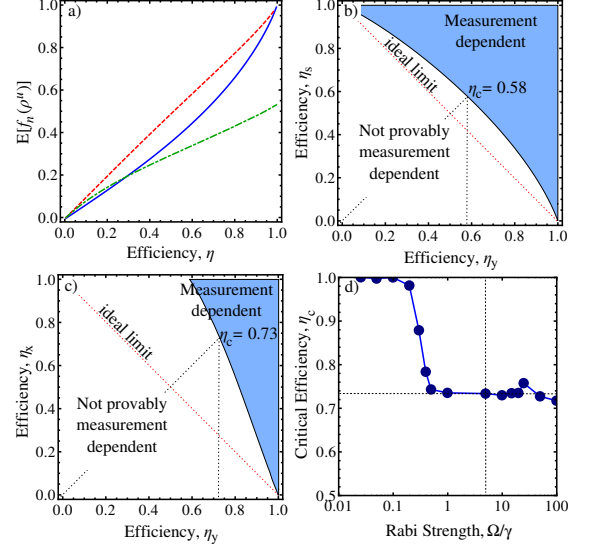 a)
E[fₙ(ρᵘ)]
1.0
0.8
0.6
0.4
0.2
0.0
0.0 0.2 0.4 0.6 0.8 1.0
Efficiency, η
b)
Efficiency, ηₛ
1.0
0.8
0.6
0.4
0.2
0.0
Measurement
dependent
ideal limit
η_c = 0.58
Not provably
measurement
dependent
0.0 0.2 0.4 0.6 0.8 1.0
Efficiency, η_y
c)
Efficiency, ηₓ
1.0
0.8
0.6
0.4
0.2
0.0
Measurement
dependent
ideal limit
η_c = 0.73
Not provably
measurement
dependent
0.0 0.2 0.4 0.6 0.8 1.0
Efficiency, η_y
d)
Critical Efficiency, η_c
1.0
0.9
0.8
0.7
0.6
0.5
0.01 0.1 1 10 100
Rabi Strength, Ω/γ